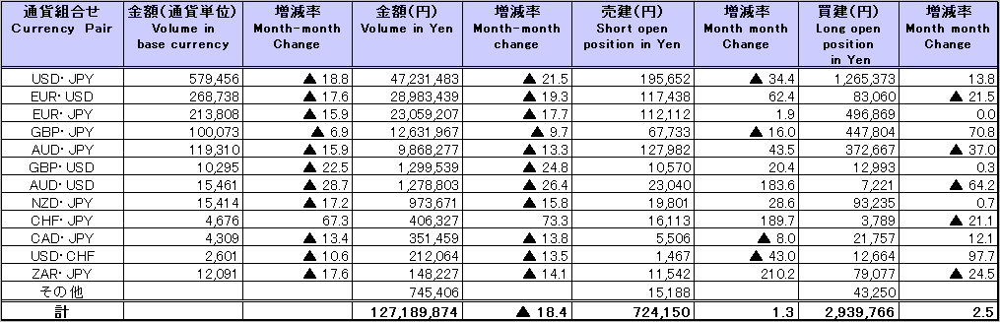 通貨組合せ 金額(通貨単位) 増減率 金額(円) 増減率 売建(円) 増減率 買建(円) 増減率
Currency Pair Volume in Month-month Volume in Yen Month-month Short open Month month Long open Month month
base currency Change change position in Yen Change position Change
in Yen
USD・JPY 579,456 ▲ 18.8 47,231,483 ▲ 21.5 195,652 ▲ 34.4 1,265,373 13.8
EUR・USD 268,738 ▲ 17.6 28,983,439 ▲ 19.3 117,438 62.4 83,060 ▲ 21.5
EUR・JPY 213,808 ▲ 15.9 23,059,207 ▲ 17.7 112,112 1.9 496,869 0.0
GBP・JPY 100,073 ▲ 6.9 12,631,967 ▲ 9.7 67,733 ▲ 16.0 447,804 70.8
AUD・JPY 119,310 ▲ 15.9 9,868,277 ▲ 13.3 127,982 43.5 372,667 ▲ 37.0
GBP・USD 10,295 ▲ 22.5 1,299,539 ▲ 24.8 10,570 20.4 12,993 0.3
AUD・USD 15,461 ▲ 28.7 1,278,803 ▲ 26.4 23,040 183.6 7,221 ▲ 64.2
NZD・JPY 15,414 ▲ 17.2 973,671 ▲ 15.8 19,801 28.6 93,235 0.7
CHF・JPY 4,676 67.3 406,327 73.3 16,113 189.7 3,789 ▲ 21.1
CAD・JPY 4,309 ▲ 13.4 351,459 ▲ 13.8 5,506 ▲ 8.0 21,757 12.1
USD・CHF 2,601 ▲ 10.6 212,064 ▲ 13.5 1,467 ▲ 43.0 12,664 97.7
ZAR・JPY 12,091 ▲ 17.6 148,227 ▲ 14.1 11,542 210.2 79,077 ▲ 24.5
その他 745,406 15,188 43,250
計 127,189,874 ▲ 18.4 724,150 1.3 2,939,766 2.5